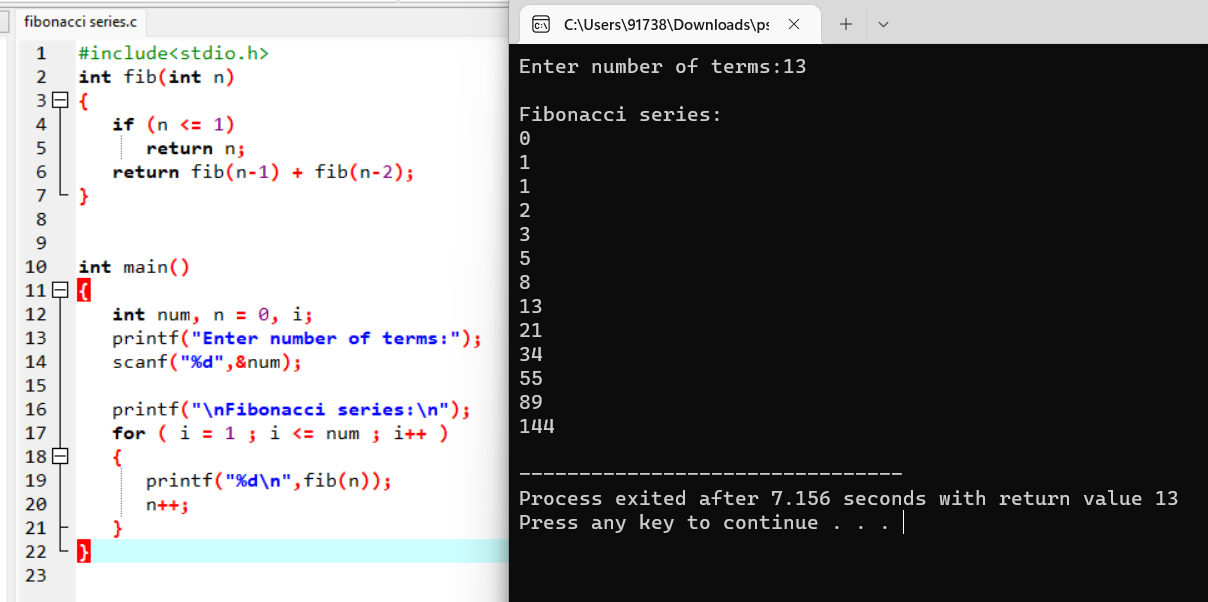 fibonacci series.c
1 #include<stdio.h>
2 int fib(int n)
3 {
4 if (n <= 1)
5 return n;
6 return fib(n-1) + fib(n-2);
7 }
8
9
10 int main()
11 {
12 int num, n = 0, i;
13 printf("Enter number of terms:");
14 scanf("%d",&num);
15
16 printf("\nFibonacci series:\n");
17 for ( i = 1 ; i <= num ; i++ )
18 {
19 printf("%d\n",fib(n));
20 n++;
21 }
22 }
23
C:\Users\91738\Downloads\ps
Enter number of terms:13
Fibonacci series:
0
1
1
2
3
5
8
13
21
34
55
89
144
--------------------------------
Process exited after 7.156 seconds with return value 13
Press any key to continue . . .